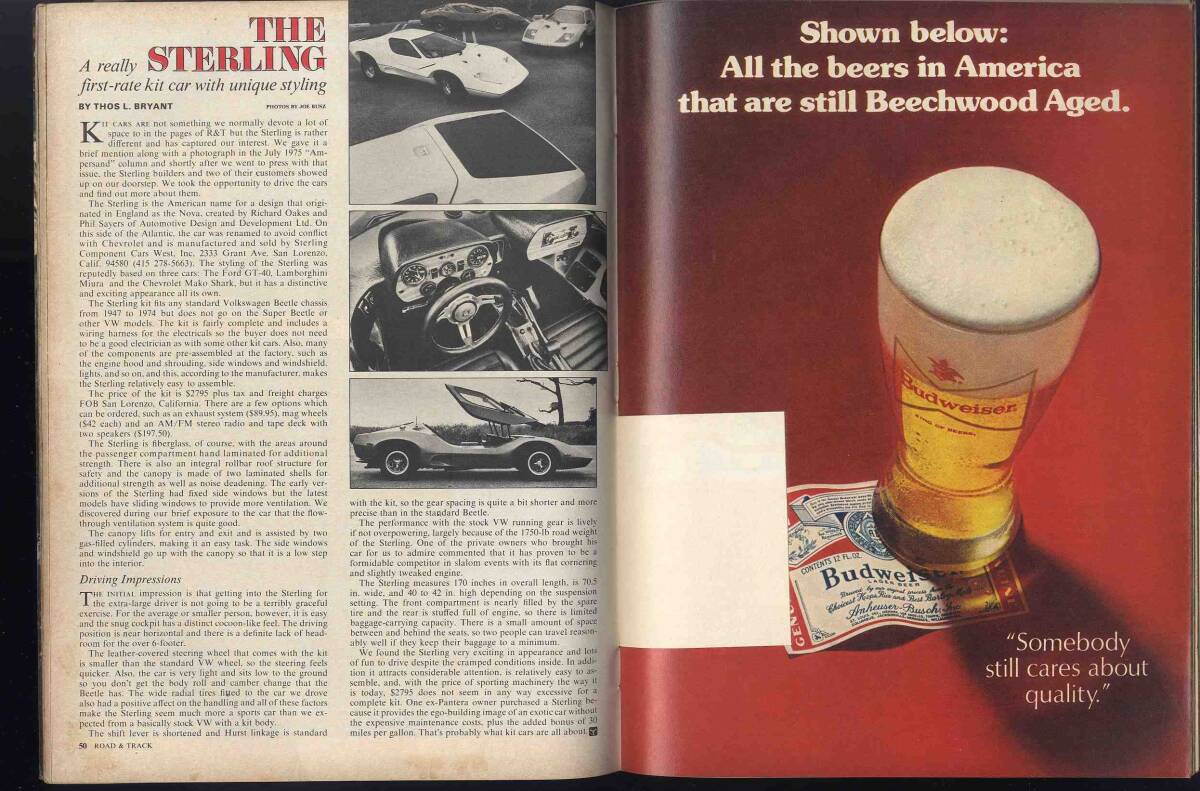 THE
STERLING
A really
first-rate kit car with unique styling
BY THOS L. BRYANT
PHOTOS BY JOE RUSZ
KIT CARS ARE not something we normally devote a lot of
space to in the pages of R&T but the Sterling is rather
different and has captured our interest. We gave it a
brief mention along with a photograph in the July 1975 "Am-
persand" column and shortly after we went to press with that
issue, the Sterling builders and two of their customers showed
up on our doorstep. We took the opportunity to drive the cars
and find out more about them.
The Sterling is the American name for a design that origi-
nated in England as the Nova, created by Richard Oakes and
Phil Sayers of Automotive Design and Development Ltd. On
this side of the Atlantic, the car was renamed to avoid conflict
with Chevrolet and is manufactured and sold by Sterling
Component Cars West, Inc. 2333 Grant Ave, San Lorenzo,
Calif. 94580 (415 278-5663). The styling of the Sterling was
reputedly based on three cars: The Ford GT-40, Lamborghini
Miura and the Chevrolet Mako Shark, but it has a distinctive
and exciting appearance all its own.
The Sterling kit fits any standard Volkswagen Beetle chassis
from 1947 to 1974 but does not go on the Super Beetle or
other VW models. The kit is fairly complete and includes a
wiring harness for the electricals so the buyer does not need
to be a good electrician as with some other kit cars. Also, many
of the components are pre-assembled at the factory, such as
the engine hood and shrouding, side windows and windshield,
lights, and so on, and this, according to the manufacturer, makes
the Sterling relatively easy to assemble.
The price of the kit is $2795 plus tax and freight charges
FOB San Lorenzo, California. There are a few options which
can be ordered, such as an exhaust system ($89.95), mag wheels
($42 each) and an AM/FM stereo radio and tape deck with
two speakers ($197.50).
The Sterling is fiberglass, of course, with the areas around
the passenger compartment hand laminated for additional
strength. There is also an integral rollbar roof structure for
safety and the canopy is made of two laminated shells for
additional strength as well as noise deadening. The early ver-
sions of the Sterling had fixed side windows but the latest
models have sliding windows to provide more ventilation. We
discovered during our brief exposure to the car that the flow-
through ventilation system is quite good.
The canopy lifts for entry and exit and is assisted by two
gas-filled cylinders, making it an easy task. The side windows
and windshield go up with the canopy so that it is a low step
into the interior.
Driving Impressions
THE INITIAL impression is that getting into the Sterling for
the extra-large driver is not going to be a terribly graceful
exercise. For the average or smaller person, however, it is easy
and the snug cockpit has a distinct cocoon-like feel. The driving
position is near horizontal and there is a definite lack of head-
room for the over 6-footer.
The leather-covered steering wheel that comes with the kit
is smaller than the standard VW wheel, so the steering feels
quicker. Also, the car is very light and sits low to the ground
so you don't get the body roll and camber change that the
Beetle has. The wide radial tires fitted to the car we drove
also had a positive affect on the handling and all of these factors
make the Sterling seem much more a sports car than we ex-
pected from a basically stock VW with a kit body.
The shift lever is shortened and Hurst linkage is standard
50 ROAD & TRACK
with the kit, so the gear spacing is quite a bit shorter and more
precise than in the standard Beetle.
The performance with the stock VW running gear is lively
if not overpowering, largely because of the 1750-lb road weight
of the Sterling. One of the private owners who brought his
car for us to admire commented that it has proven to be a
formidable competitor in slalom events with its flat cornering
and slightly tweaked engine.
The Sterling measures 170 inches in overall length, is 70.5
in. wide, and 40 to 42 in. high depending on the suspension
setting. The front compartment is nearly filled by the spare
tire and the rear is stuffed full of engine, so there is limited
baggage-carrying capacity. There is a small amount of space
between and behind the seats, so two people can travel reason-
ably well if they keep their baggage to a minimum.
We found the Sterling very exciting in appearance and lots
of fun to drive despite the cramped conditions inside. In addi-
tion it attracts considerable attention, is relatively easy to as-
semble, and, with the price of sporting machinery the way it
is today, $2795 does not seem in any way excessive for a
complete kit. One ex-Pantera owner purchased a Sterling be-
cause it provides the ego-building image of an exotic car without
the expensive maintenance costs, plus the added bonus of 30
miles per gallon. That's probably what kit cars are all about.
Shown below:
All the beers in America
that are still Beechwood Aged.
Budweiser
KING OF BEERS
CONTENTS 12 FL. OZ.
Budweiser
LAGER BEER
Brewed by our original process from the
Choicest Hops, Rice and Best Barley Malt
Anheuser-Busch, Inc.
GENU
"Somebody
still cares about
quality."